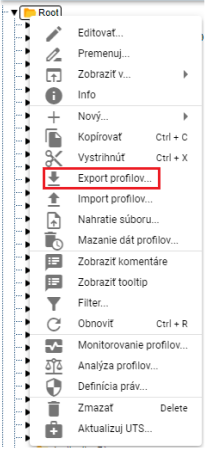 Root
Editovať...
Premenuj...
Zobraziť v...
Info
Nový...
Kopírovať Ctrl + C
Vystrihnúť Ctrl + X
Export profilov...
Import profilov...
Nahratie súboru...
Mazanie dát profilov...
Zobraziť komentáre
Zobraziť tooltip
Filter...
Obnoviť Ctrl + R
Monitorovanie profilov...
Analýza profilov...
Definícia práv...
Zmazať Delete
Aktualizuj UTS...